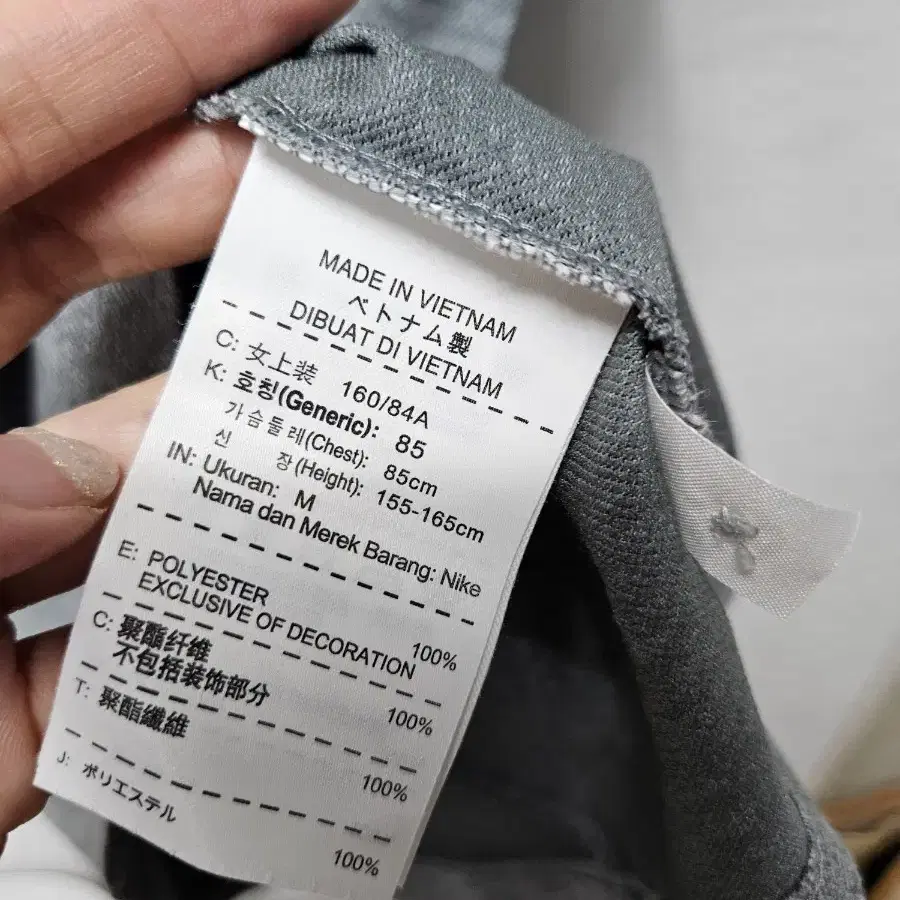 MADE IN VIETNAM
ベトナム製
DIBUAT DI VIETNAM
C: 女上装 160/84A
K: 호칭(Generic): 85
가슴둘레(Chest): 85cm
신 장(Height): 155-165cm
IN: Ukuran: M
Nama dan Merek Barang: Nike
E: POLYESTER 100%
EXCLUSIVE OF DECORATION
C: 聚酯纤维 100%
不包括装饰部分
T: 聚酯纖維 100%
J: ポリエステル 100%